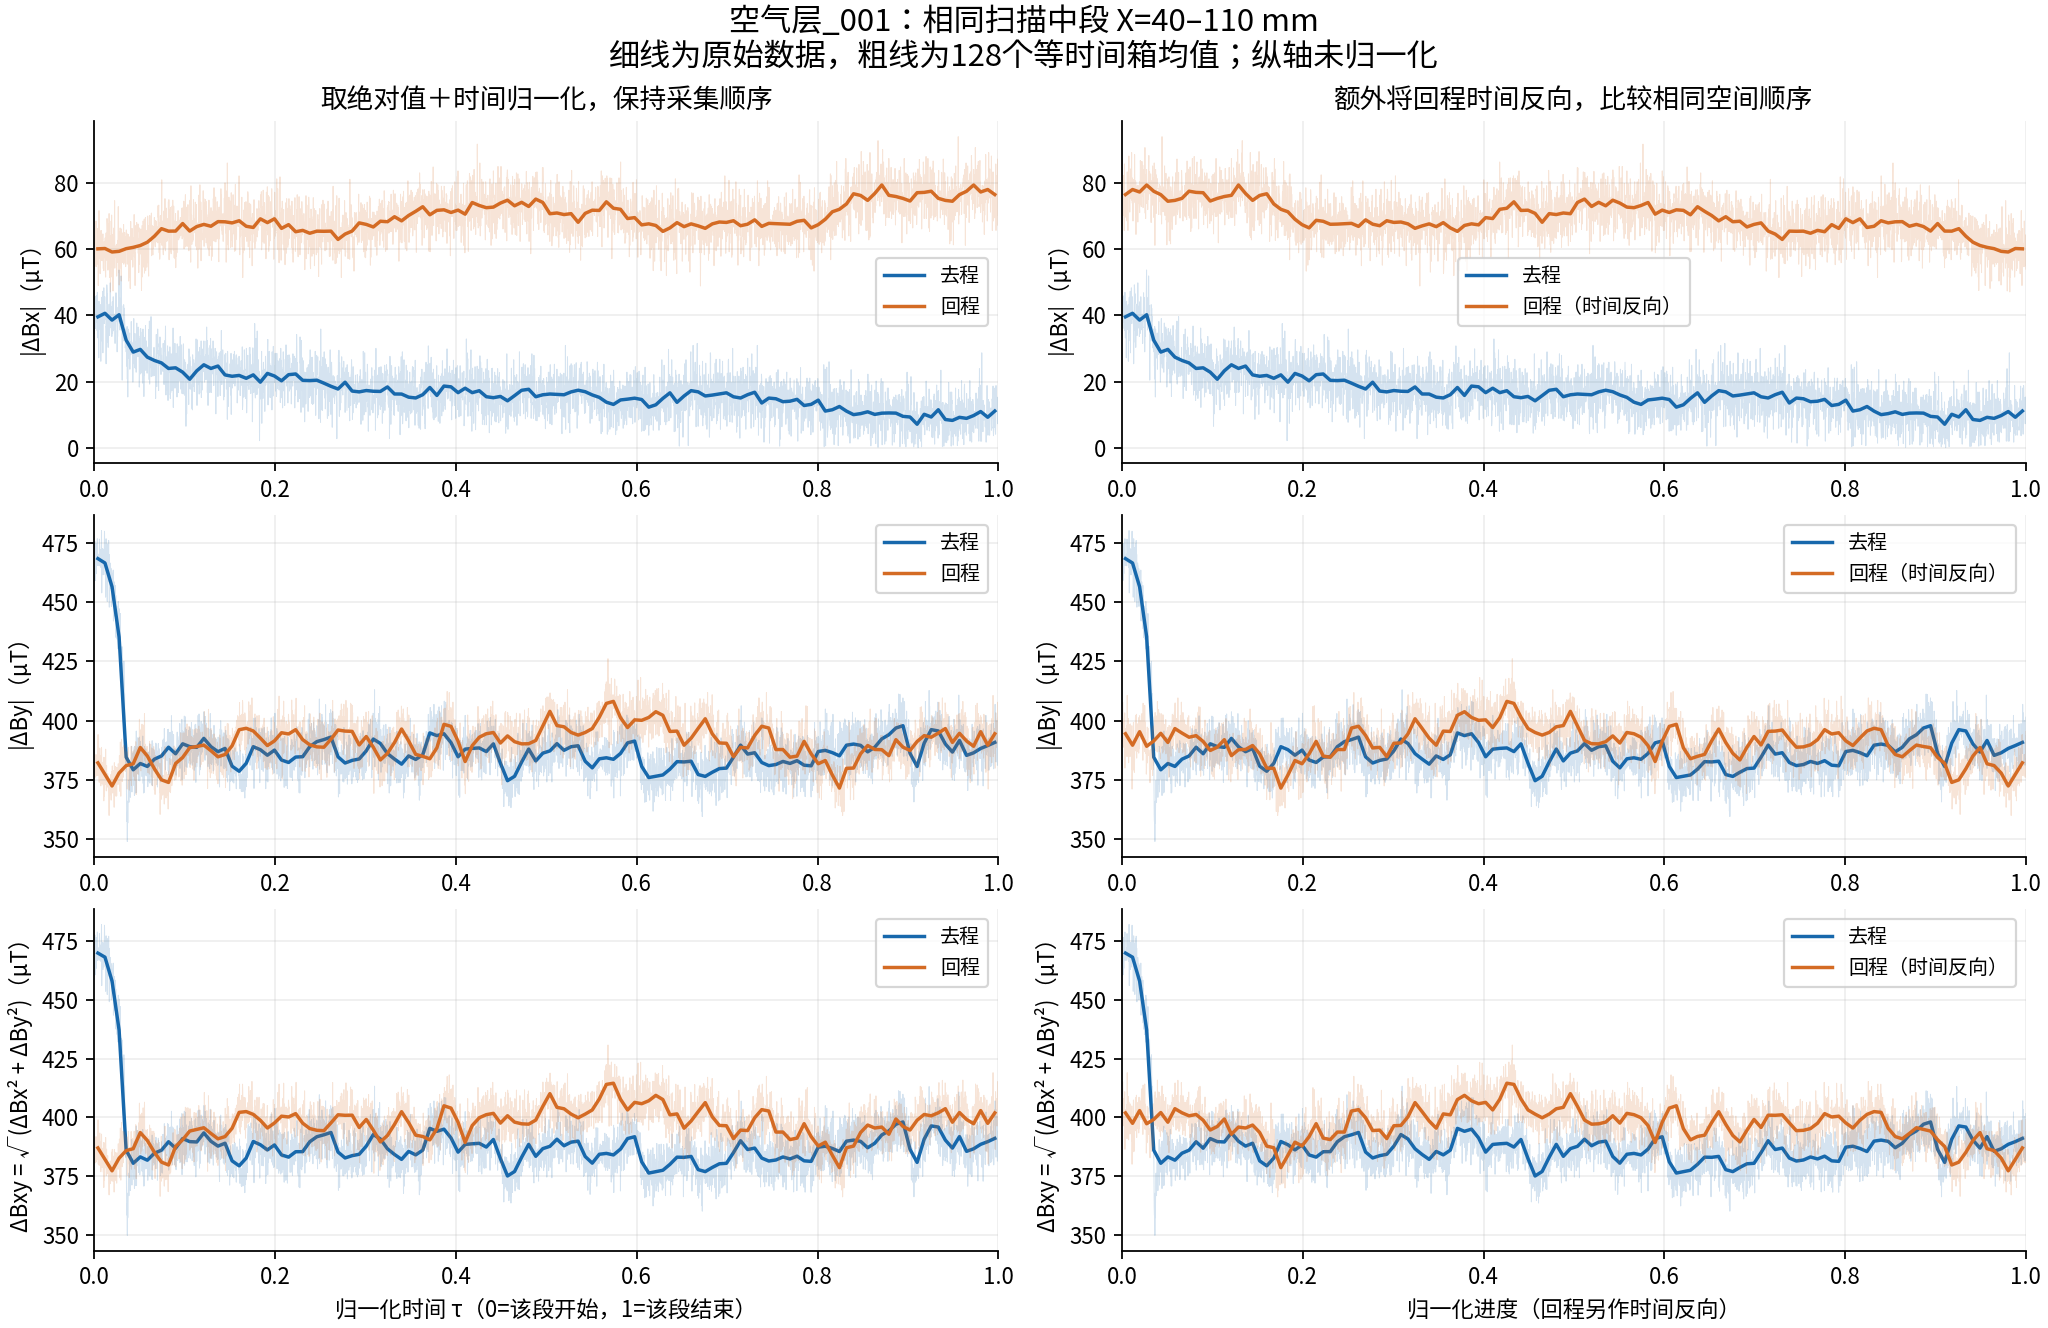 空气层_001：相同扫描中段 X=40–110 mm
细线为原始数据，粗线为128个等时间箱均值；纵轴未归一化
取绝对值＋时间归一化，保持采集顺序
|ΔBx|（μT）
80
60
40
20
0
去程
回程
0.0 0.2 0.4 0.6 0.8 1.0
额外将回程时间反向，比较相同空间顺序
|ΔBx|（μT）
80
60
40
20
0
去程
回程（时间反向）
0.0 0.2 0.4 0.6 0.8 1.0
|ΔBy|（μT）
475
450
425
400
375
350
去程
回程
0.0 0.2 0.4 0.6 0.8 1.0
|ΔBy|（μT）
475
450
425
400
375
350
去程
回程（时间反向）
0.0 0.2 0.4 0.6 0.8 1.0
ΔBxy = √(ΔBx² + ΔBy²)（μT）
475
450
425
400
375
350
去程
回程
0.0 0.2 0.4 0.6 0.8 1.0
归一化时间 τ（0=该段开始，1=该段结束）
ΔBxy = √(ΔBx² + ΔBy²)（μT）
475
450
425
400
375
350
去程
回程（时间反向）
0.0 0.2 0.4 0.6 0.8 1.0
归一化进度（回程另作时间反向）